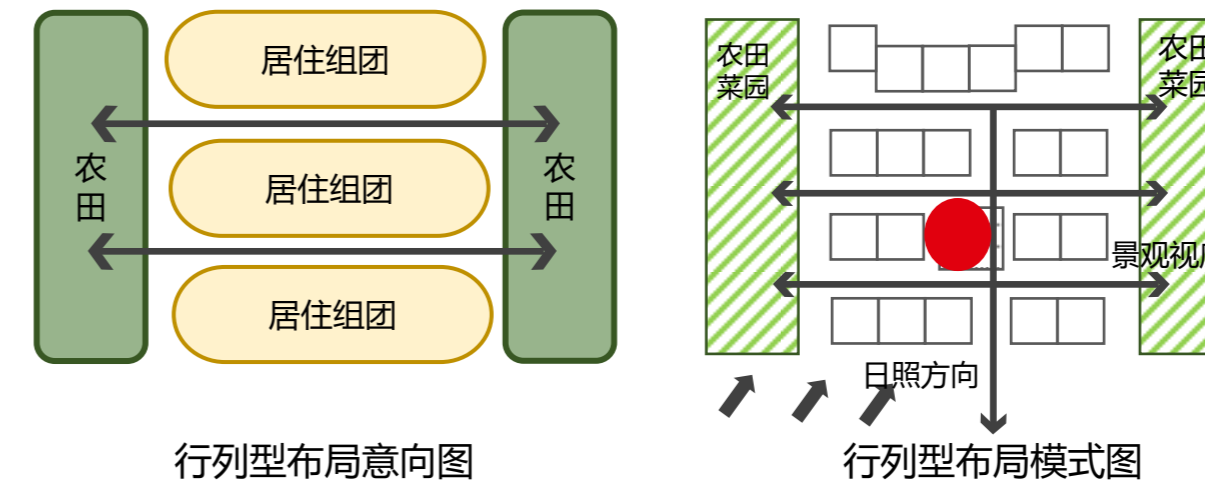 居住组团
农田
居住组团
农田
居住组团
行列型布局意向图
农田
菜园
农田
菜园
景观视
日照方向
行列型布局模式图